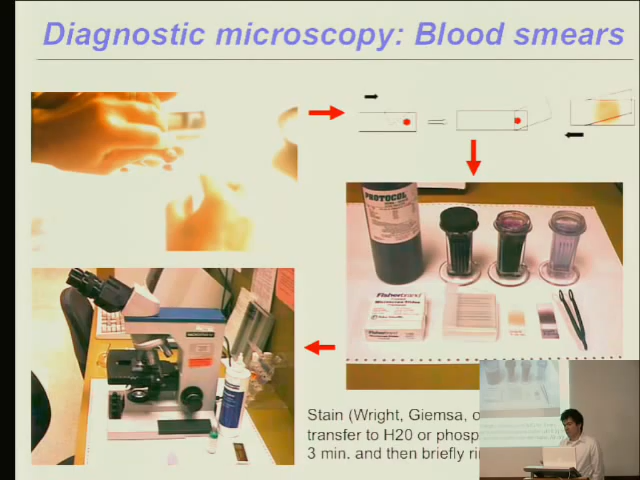 Diagnostic microscopy: Blood smears
PROTOCOL
Fisherbrand
Stain (Wright, Giemsa, o
transfer to H20 or phosp
3 min. and then briefly ri